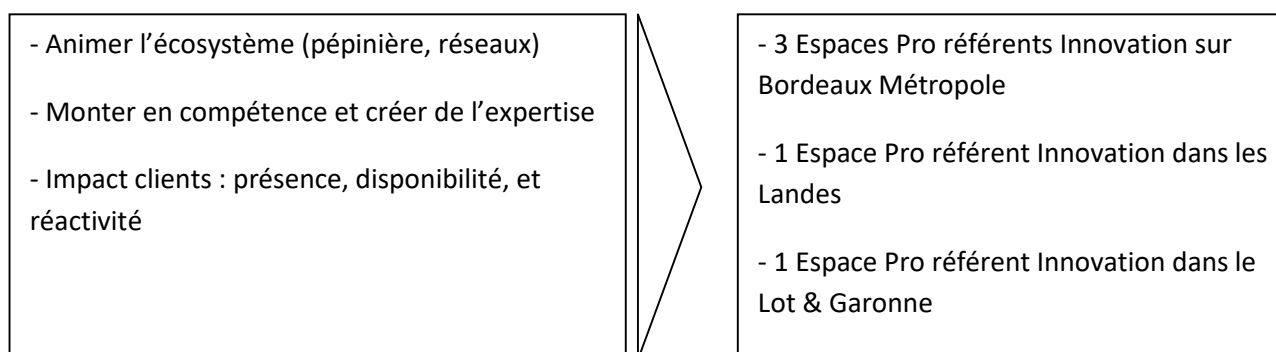 - Animer l’écosystème (pépinière, réseaux)
- Monter en compétence et créer de l’expertise
- Impact clients : présence, disponibilité, et
réactivité
- 3 Espaces Pro référents Innovation sur
Bordeaux Métropole
- 1 Espace Pro référent Innovation dans les
Landes
- 1 Espace Pro référent Innovation dans le
Lot & Garonne